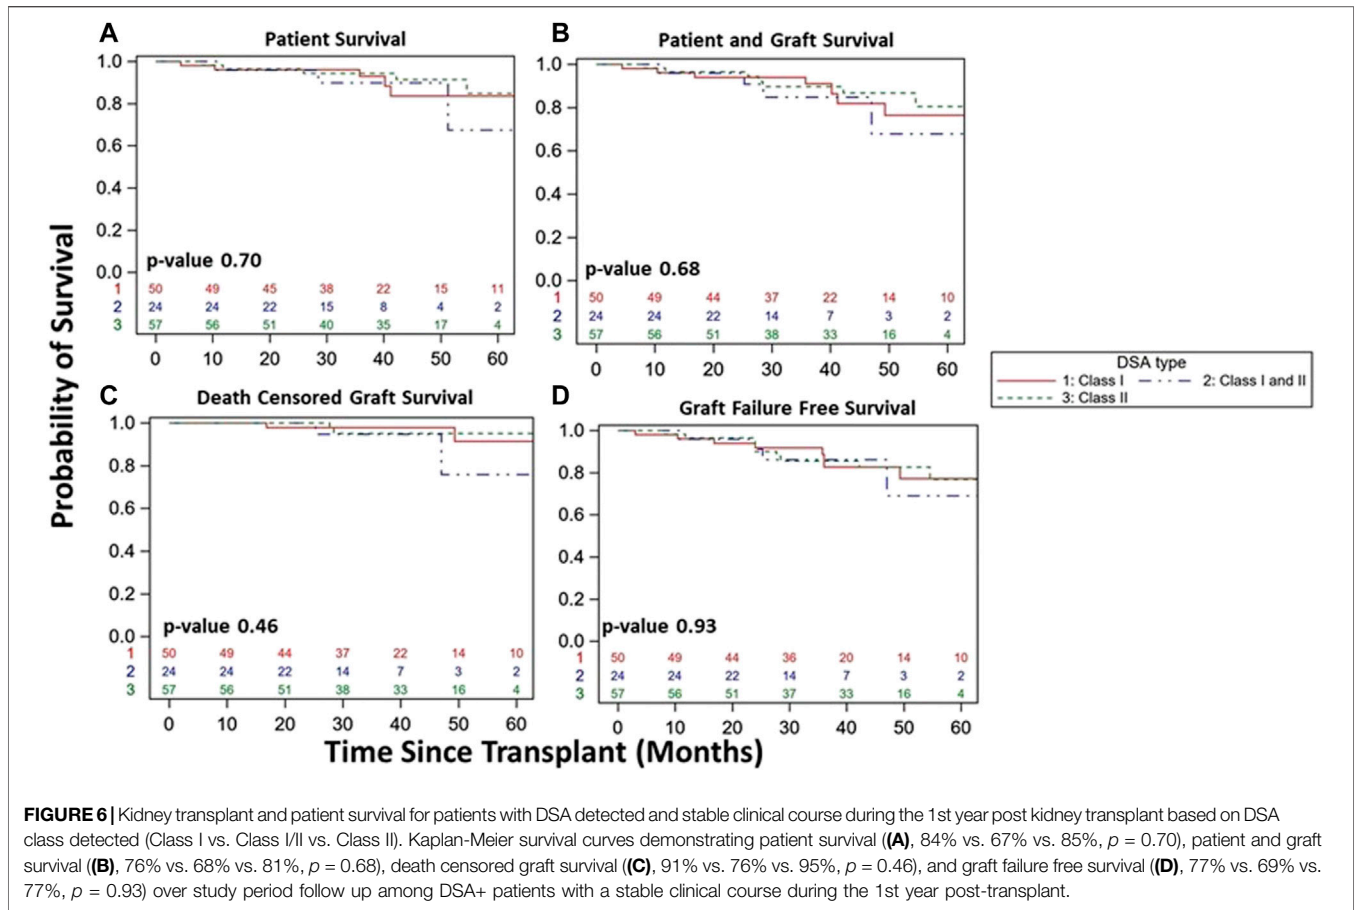 A
Patient Survival
1.0
0.8
0.6
0.4
0.2
0.0
p-value 0.70
1 50 49 45 38 22 15 11
2 24 24 22 15 8 4 2
3 57 56 51 40 35 17 4
0 10 20 30 40 50 60
B
Patient and Graft Survival
1.0
0.8
0.6
0.4
0.2
0.0
p-value 0.68
1 50 49 44 37 22 14 10
2 24 24 22 14 7 3 2
3 57 56 51 38 33 16 4
0 10 20 30 40 50 60
DSA type
1: Class I 2: Class I and II
3: Class II
Probability of Survival
C
Death Censored Graft Survival
1.0
0.8
0.6
0.4
0.2
0.0
p-value 0.46
1 50 49 44 37 22 14 10
2 24 24 22 14 7 3 2
3 57 56 51 38 33 16 4
0 10 20 30 40 50 60
D
Graft Failure Free Survival
1.0
0.8
0.6
0.4
0.2
0.0
p-value 0.93
1 50 49 44 36 20 14 10
2 24 24 22 14 7 3 2
3 57 56 51 37 33 16 4
0 10 20 30 40 50 60
Time Since Transplant (Months)
FIGURE 6 | Kidney transplant and patient survival for patients with DSA detected and stable clinical course during the 1st year post kidney transplant based on DSA
class detected (Class I vs. Class I/II vs. Class II). Kaplan-Meier survival curves demonstrating patient survival ((A), 84% vs. 67% vs. 85%, p = 0.70), patient and graft
survival ((B), 76% vs. 68% vs. 81%, p = 0.68), death censored graft survival ((C), 91% vs. 76% vs. 95%, p = 0.46), and graft failure free survival ((D), 77% vs. 69% vs.
77%, p = 0.93) over study period follow up among DSA+ patients with a stable clinical course during the 1st year post-transplant.